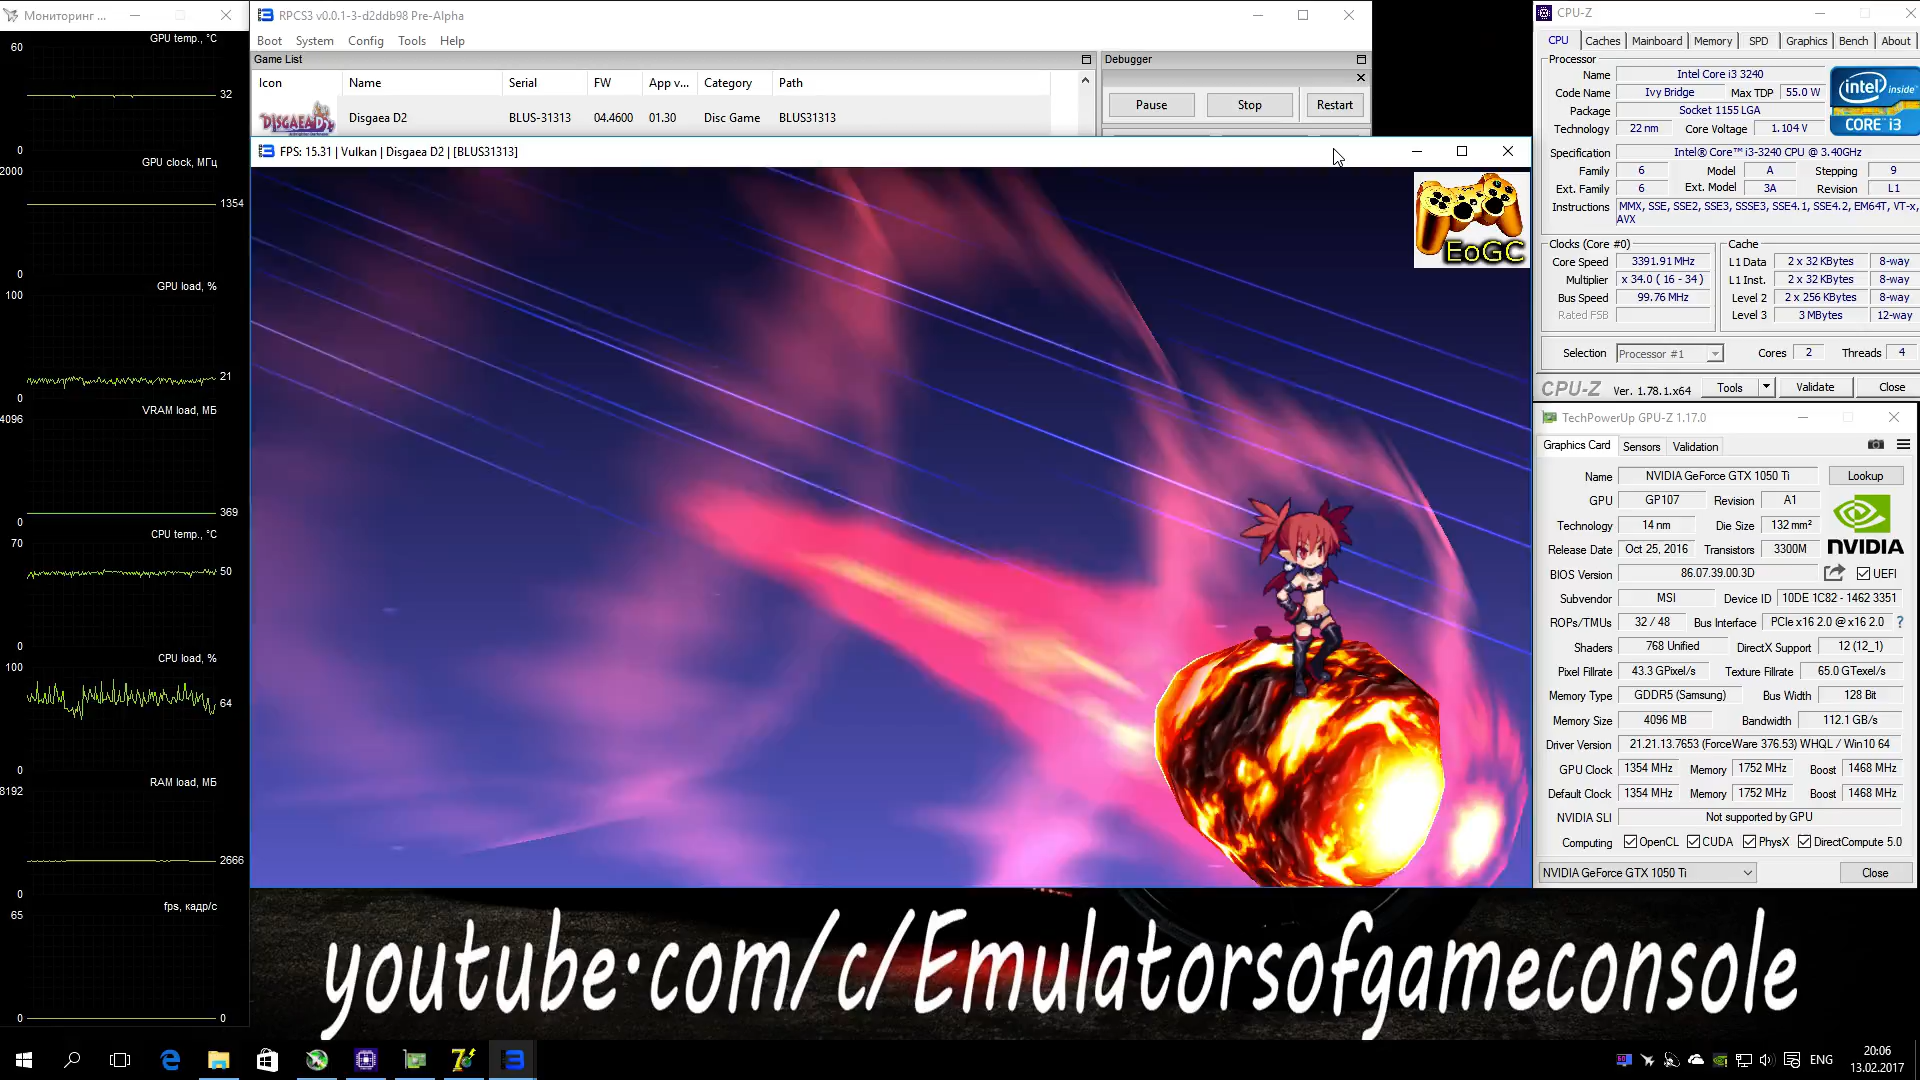 Мониторинг ...
GPU temp., °C
60
32
0
GPU clock, МГц
2000
1354
0
GPU load, %
100
21
0
VRAM load, МБ
4096
369
0
CPU temp., °C
70
50
0
CPU load, %
100
64
0
RAM load, МБ
8192
2666
0
fps, кадр/с
65
0
0
RPCS3 v0.0.1-3-d2ddb98 Pre-Alpha
Boot System Config Tools Help
Game List
Icon Name Serial FW App v... Category Path
DISGAEA D2 Disgaea D2 BLUS-31313 04.4600 01.30 Disc Game BLUS31313
Debugger
Pause Stop Restart
FPS: 15.31 | Vulkan | Disgaea D2 | [BLUS31313]
EoGC
youtube.com/c/Emulatorsofgameconsole
CPU-Z
CPU Caches Mainboard Memory SPD Graphics Bench About
Processor
Name Intel Core i3 3240
Code Name Ivy Bridge Max TDP 55.0 W
Package Socket 1155 LGA
Technology 22 nm Core Voltage 1.104 V
intel inside™
CORE i3
Specification Intel® Core™ i3-3240 CPU @ 3.40GHz
Family 6 Model A Stepping 9
Ext. Family 6 Ext. Model 3A Revision L1
Instructions MMX, SSE, SSE2, SSE3, SSSE3, SSE4.1, SSE4.2, EM64T, VT-x,
AVX
Clocks (Core #0) Cache
Core Speed 3391.91 MHz L1 Data 2 x 32 KBytes 8-way
Multiplier x 34.0 ( 16 - 34 ) L1 Inst. 2 x 32 KBytes 8-way
Bus Speed 99.76 MHz Level 2 2 x 256 KBytes 8-way
Rated FSB Level 3 3 MBytes 12-way
Selection Processor #1 Cores 2 Threads 4
CPU-Z Ver. 1.78.1.x64 Tools Validate Close
TechPowerUp GPU-Z 1.17.0
Graphics Card Sensors Validation
Name NVIDIA GeForce GTX 1050 Ti Lookup
GPU GP107 Revision A1
Technology 14 nm Die Size 132 mm²
Release Date Oct 25, 2016 Transistors 3300M
NVIDIA
BIOS Version 86.07.39.00.3D UEFI
Subvendor MSI Device ID 10DE 1C82 - 1462 3351
ROPs/TMUs 32 / 48 Bus Interface PCIe x16 2.0 @ x16 2.0 ?
Shaders 768 Unified DirectX Support 12 (12_1)
Pixel Fillrate 43.3 GPixel/s Texture Fillrate 65.0 GTexel/s
Memory Type GDDR5 (Samsung) Bus Width 128 Bit
Memory Size 4096 MB Bandwidth 112.1 GB/s
Driver Version 21.21.13.7653 (ForceWare 376.53) WHQL / Win10 64
GPU Clock 1354 MHz Memory 1752 MHz Boost 1468 MHz
Default Clock 1354 MHz Memory 1752 MHz Boost 1468 MHz
NVIDIA SLI Not supported by GPU
Computing OpenCL CUDA PhysX DirectCompute 5.0
NVIDIA GeForce GTX 1050 Ti Close
ENG
20:06
13.02.2017